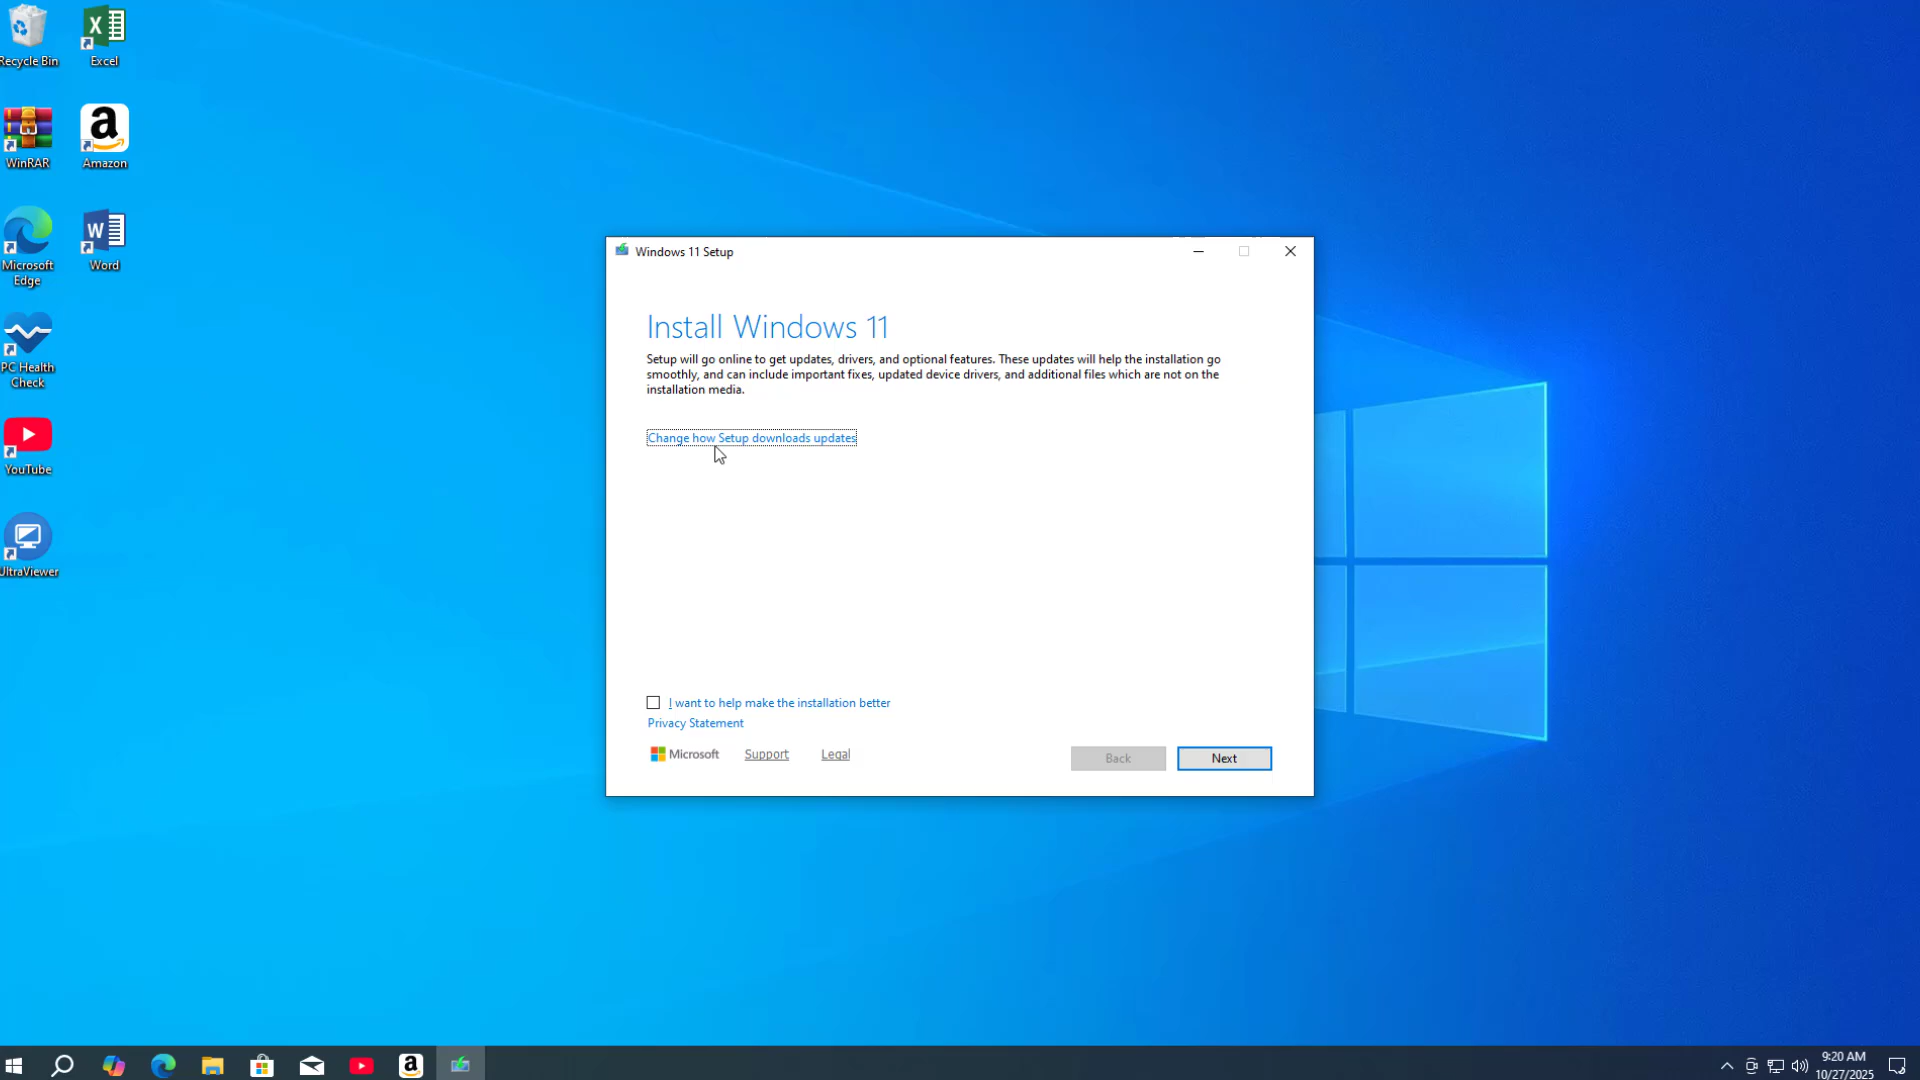 Recycle Bin
Excel
WinRAR
Amazon
Microsoft
Edge
Word
PC Health
Check
YouTube
UltraViewer
Windows 11 Setup
Install Windows 11
Setup will go online to get updates, drivers, and optional features. These updates will help the installation go
smoothly, and can include important fixes, updated device drivers, and additional files which are not on the
installation media.
Change how Setup downloads updates
I want to help make the installation better
Privacy Statement
Microsoft
Support
Legal
Back
Next
9:20 AM
10/27/2025